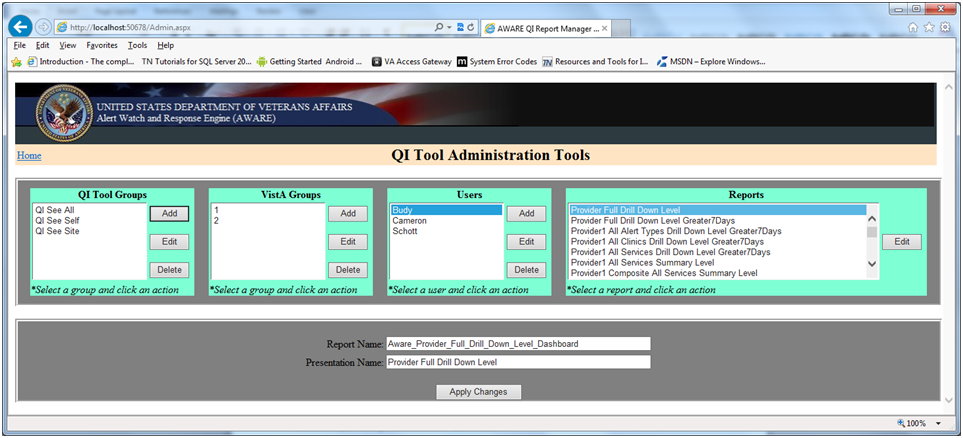 http://localhost:50678/Admin.aspx
AWARE QI Report Manager ...
File Edit View Favorites Tools Help
Introduction - The compl... TN Tutorials for SQL Server 20... Getting Started Android ... VA Access Gateway System Error Codes Resources and Tools for I... MSDN – Explore Windows...
UNITED STATES DEPARTMENT OF VETERANS AFFAIRS
Alert Watch and Response Engine (AWARE)
Home
QI Tool Administration Tools
QI Tool Groups
QI See All
QI See Self
QI See Site
Add
Edit
Delete
*Select a group and click an action
VistA Groups
1
2
Add
Edit
Delete
*Select a group and click an action
Users
Budy
Cameron
Schott
Add
Edit
Delete
*Select a user and click an action
Reports
Provider Full Drill Down Level
Provider Full Drill Down Level Greater7Days
Provider1 All Alert Types Drill Down Level Greater7Days
Provider1 All Clinics Drill Down Level Greater7Days
Provider1 All Services Drill Down Level Greater7Days
Provider1 All Services Summary Level
Provider1 Composite All Services Summary Level
Edit
*Select a report and click an action
Report Name: Aware_Provider_Full_Drill_Down_Level_Dashboard
Presentation Name: Provider Full Drill Down Level
Apply Changes
100%